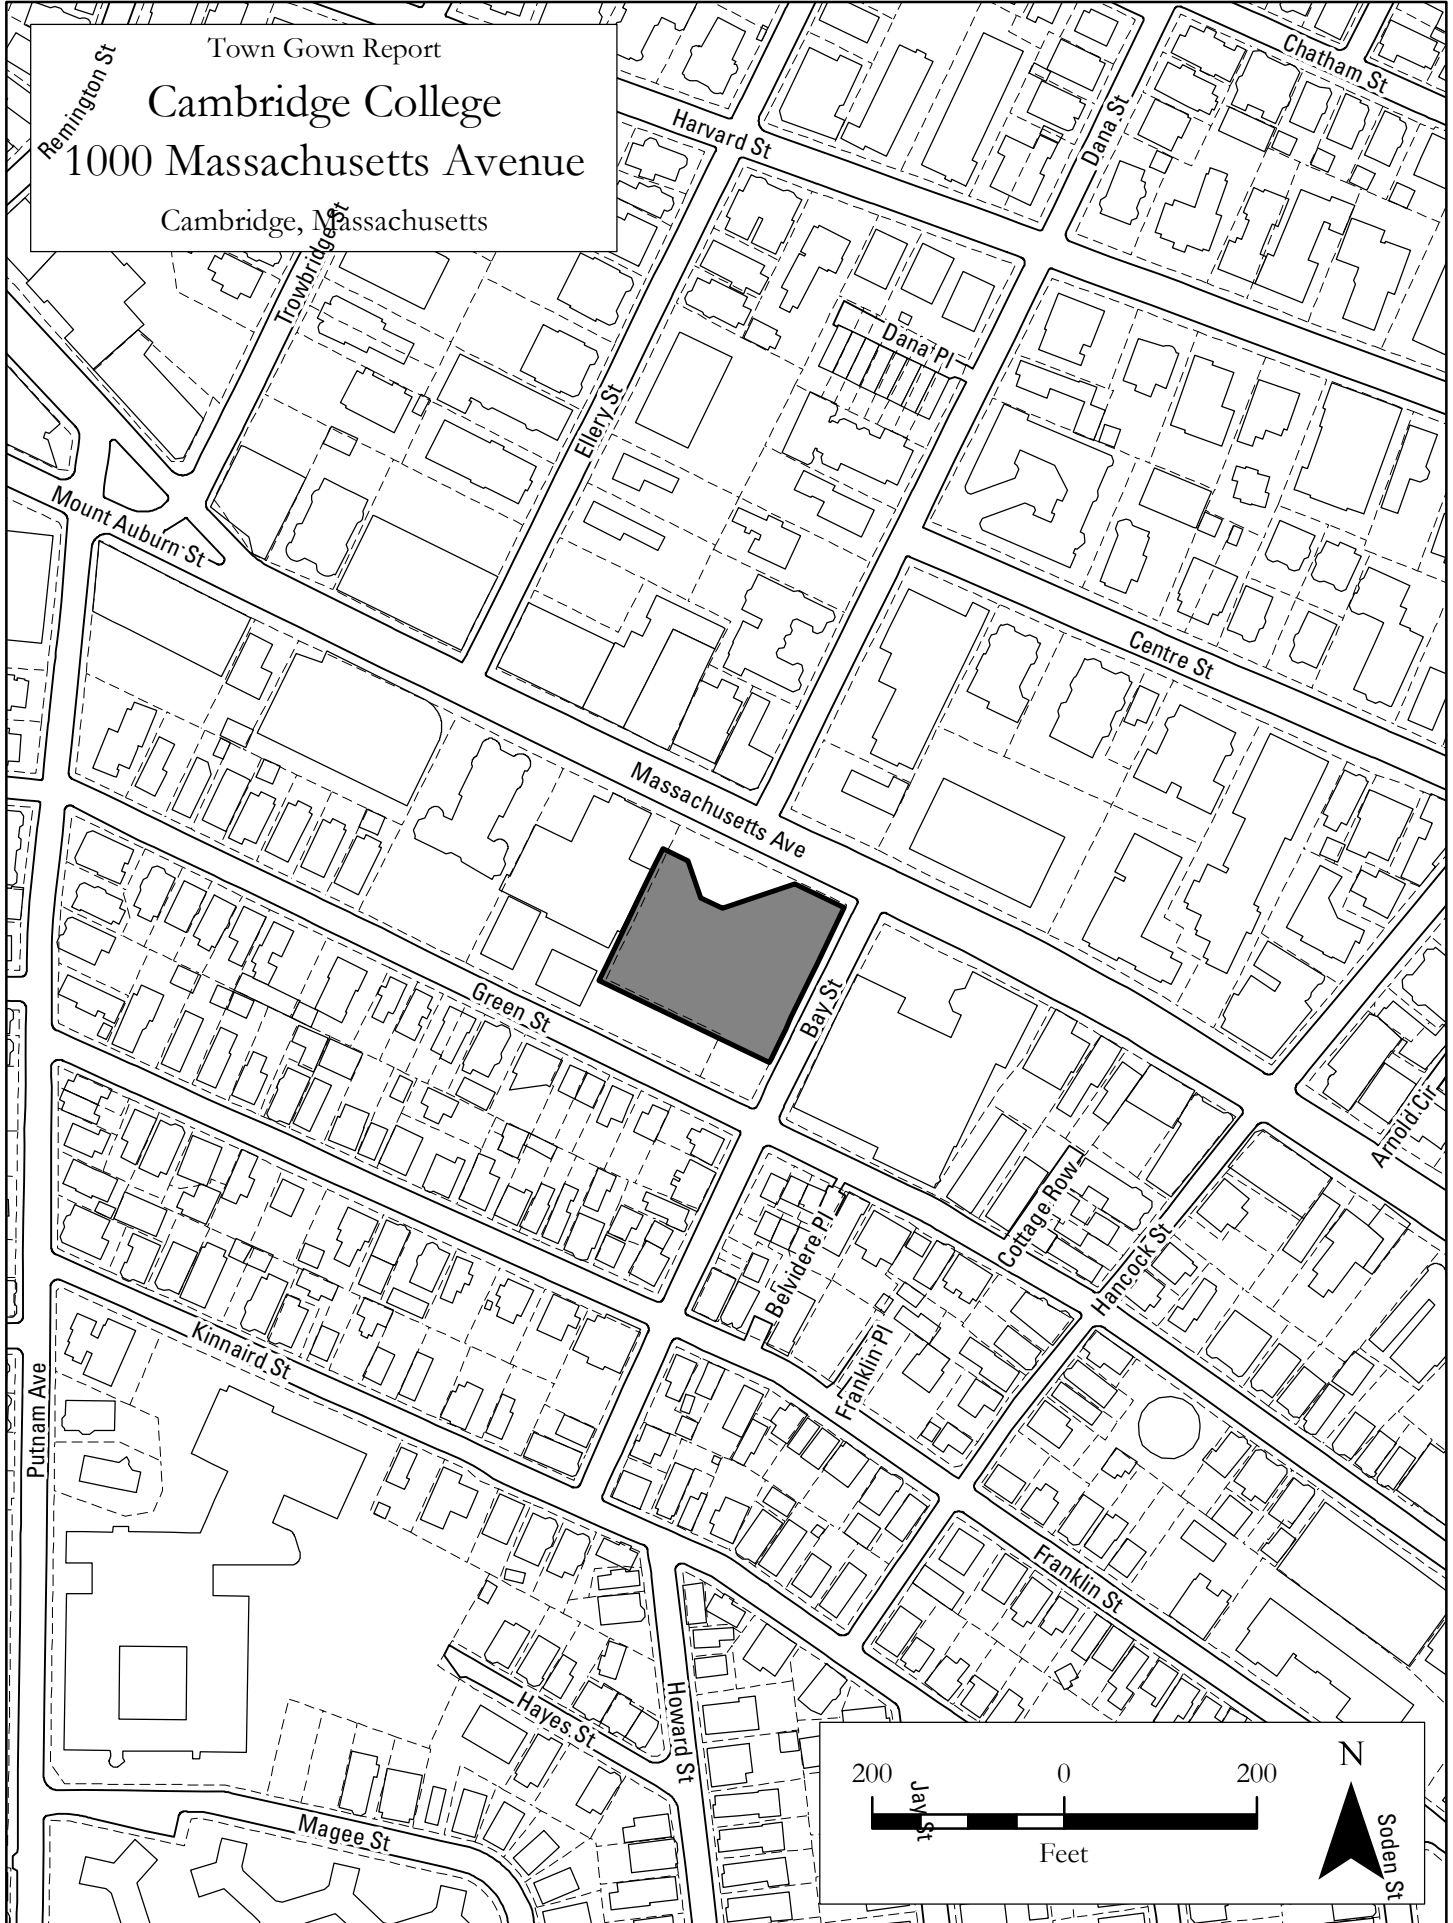 Town Gown Report
Cambridge College
1000 Massachusetts Avenue
Cambridge, Massachusetts
Remington St
Trowbridge St
Harvard St
Dana St
Chatham St
Dana Pl
Ellery St
Mount Auburn St
Centre St
Massachusetts Ave
Green St
Bay St
Arnold Cir
Cottage Row
Hancock St
Belvidere Pl
Franklin Pl
Kinnaird St
Putnam Ave
Franklin St
Hayes St
Howard St
Magee St
Jay St
Soden St
200 0 200
Feet
N